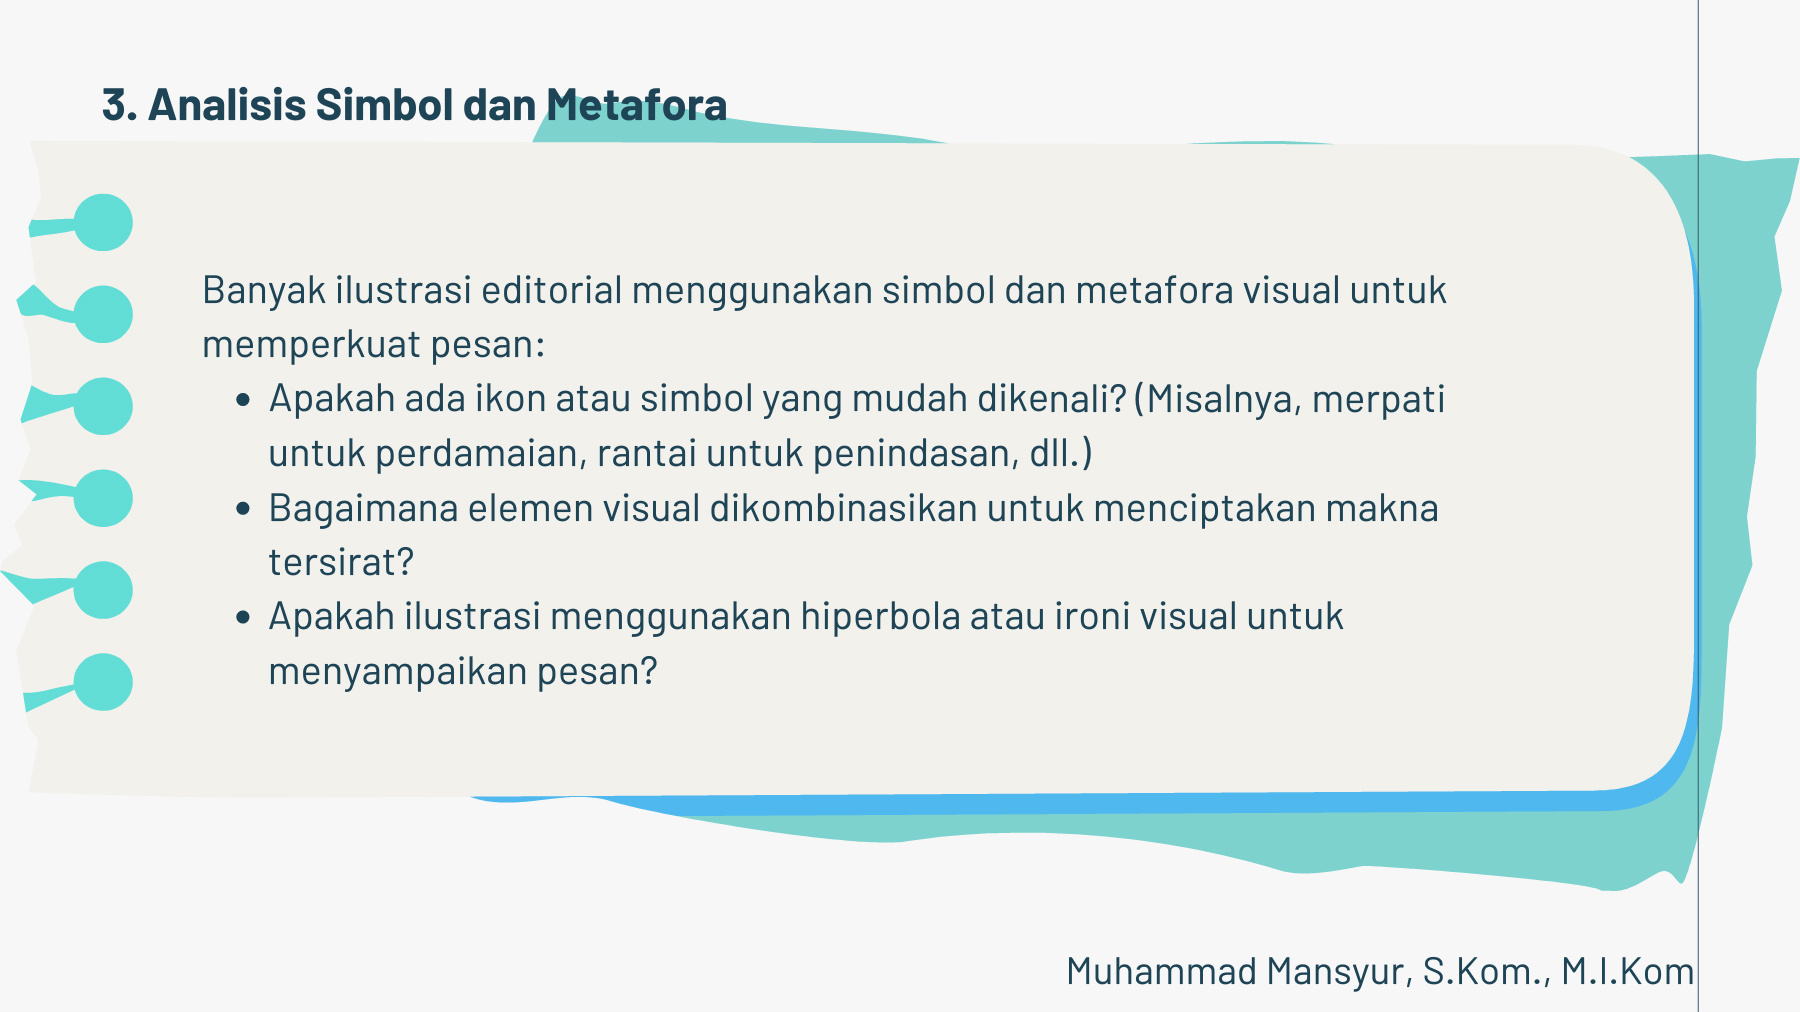 3. Analisis Simbol dan Metafora
Banyak ilustrasi editorial menggunakan simbol dan metafora visual untuk
memperkuat pesan:
• Apakah ada ikon atau simbol yang mudah dikenali? (Misalnya, merpati
untuk perdamaian, rantai untuk penindasan, dll.)
• Bagaimana elemen visual dikombinasikan untuk menciptakan makna
tersirat?
• Apakah ilustrasi menggunakan hiperbola atau ironi visual untuk
menyampaikan pesan?
Muhammad Mansyur, S.Kom., M.I.Kom